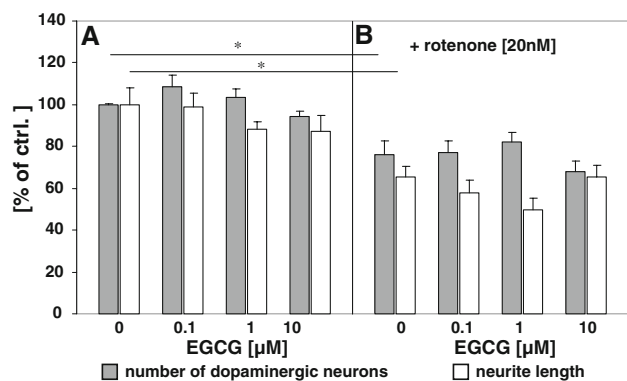 [% of ctrl. ]
140
120
100
80
60
40
20
0
A
*
*
B
+ rotenone [20nM]
0 0.1 1 10
EGCG [µM]
0 0.1 1 10
EGCG [µM]
number of dopaminergic neurons
neurite length